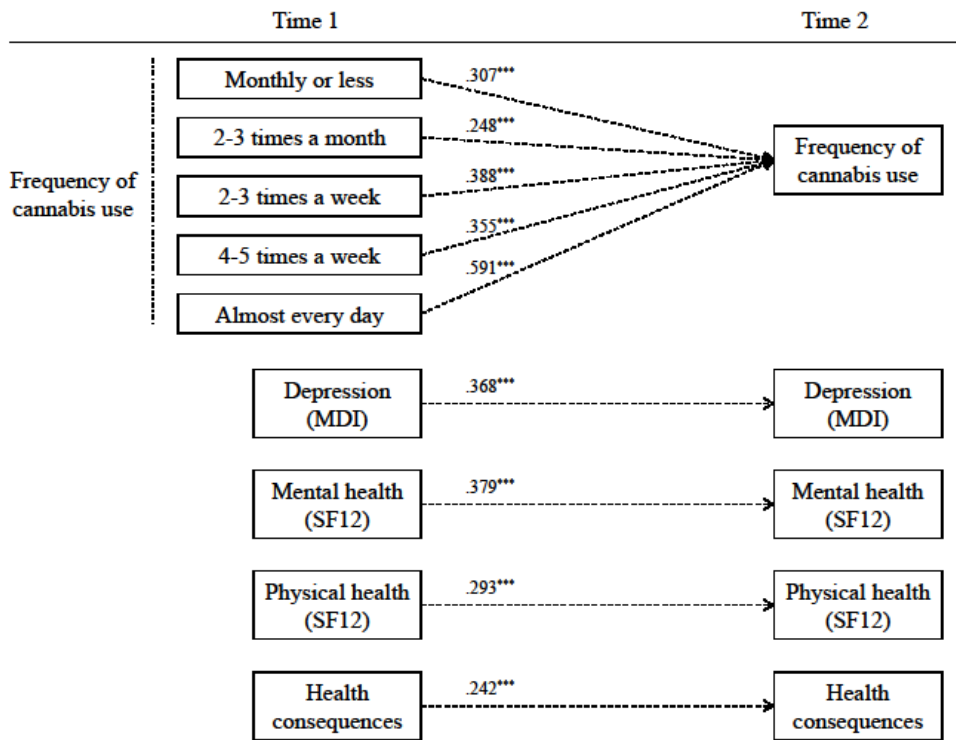 Time 1
Time 2
Monthly or less
.307***
2-3 times a month
.248***
Frequency of
cannabis use
Frequency of
cannabis use
2-3 times a week
.388***
4-5 times a week
.355***
Almost every day
.591***
Depression
(MDI)
.368***
Depression
(MDI)
Mental health
(SF12)
.379***
Mental health
(SF12)
Physical health
(SF12)
.293***
Physical health
(SF12)
Health
consequences
.242***
Health
consequences